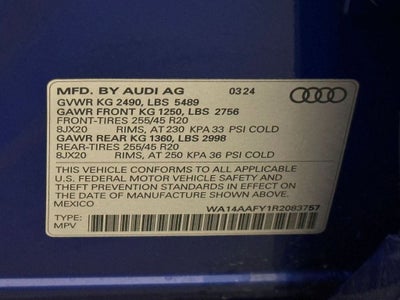 MFD. BY AUDI AG 03 24
GVWR KG 2490, LBS 5489
GAWR FRONT KG 1250, LBS 2756
FRONT-TIRES 255/45 R20
8JX20 RIMS, AT 230 KPA 33 PSI COLD
GAWR REAR KG 1360, LBS 2998
REAR-TIRES 255/45 R20
8JX20 RIMS, AT 250 KPA 36 PSI COLD
THIS VEHICLE CONFORMS TO ALL APPLICABLE
U.S. FEDERAL MOTOR VEHICLE SAFETY AND
THEFT PREVENTION STANDARDS IN EFFECT ON THE
DATE OF MANUFACTURE SHOWN ABOVE.
MEXICO WA14AAFY1R2083757
TYPE:
MPV